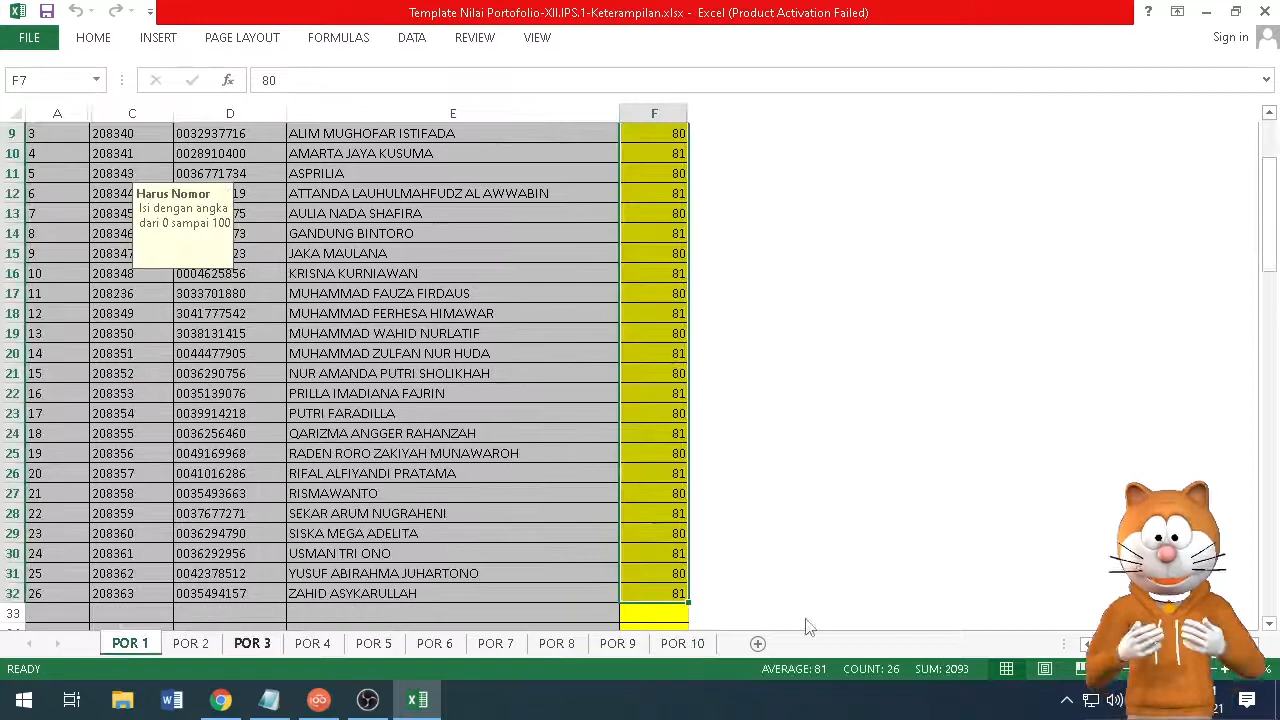 Template Nilai Portofolio-XII.IPS.1-Keterampilan.xlsx - Excel (Product Activation Failed)
FILE HOME INSERT PAGE LAYOUT FORMULAS DATA REVIEW VIEW Sign in
F7 fx 80
A C D E F
9 3 208340 0032937716 ALIM MUGHOFAR ISTIFADA 80
10 4 208341 0028910400 AMARTA JAYA KUSUMA 81
11 5 208343 0036771734 ASPRILIA 80
12 6 208344 19 ATTANDA LAUHULMAHFUDZ AL AWWABIN 81
13 7 208345 75 AULIA NADA SHAFIRA 80
14 8 208346 73 GANDUNG BINTORO 81
15 9 208347 23 JAKA MAULANA 80
Harus Nomor
Isi dengan angka
dari 0 sampai 100
16 10 208348 0004625856 KRISNA KURNIAWAN 81
17 11 208236 3033701880 MUHAMMAD FAUZA FIRDAUS 80
18 12 208349 3041777542 MUHAMMAD FERHESA HIMAWAR 81
19 13 208350 3038131415 MUHAMMAD WAHID NURLATIF 80
20 14 208351 0044477905 MUHAMMAD ZULFAN NUR HUDA 81
21 15 208352 0036290756 NUR AMANDA PUTRI SHOLIKHAH 80
22 16 208353 0035139076 PRILLA IMADIANA FAJRIN 81
23 17 208354 0039914218 PUTRI FARADILLA 80
24 18 208355 0036256460 QARIZMA ANGGER RAHANZAH 81
25 19 208356 0049169968 RADEN RORO ZAKIYAH MUNAWAROH 80
26 20 208357 0041016286 RIFAL ALFIYANDI PRATAMA 81
27 21 208358 0035493663 RISMAWANTO 80
28 22 208359 0037677271 SEKAR ARUM NUGRAHENI 81
29 23 208360 0036294790 SISKA MEGA ADELITA 80
30 24 208361 0036292956 USMAN TRI ONO 81
31 25 208362 0042378512 YUSUF ABIRAHMA JUHARTONO 80
32 26 208363 0035494157 ZAHID ASYKARULLAH 81
33
POR 1 POR 2 POR 3 POR 4 POR 5 POR 6 POR 7 POR 8 POR 9 POR 10
READY AVERAGE: 81 COUNT: 26 SUM: 2093 %